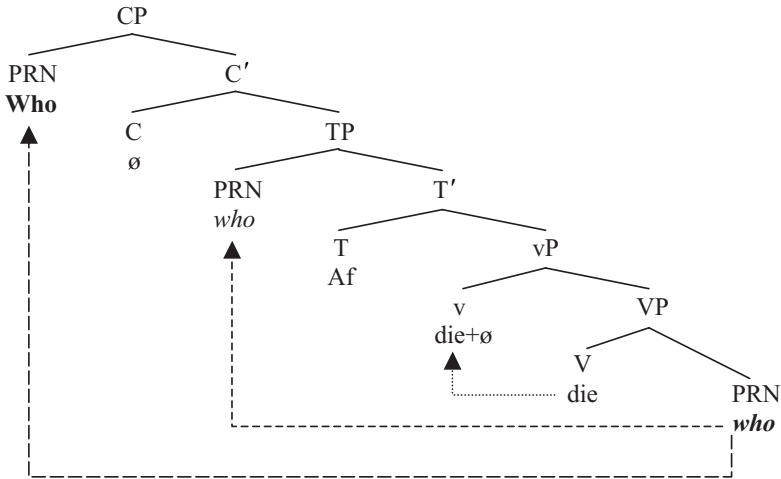 CP
PRN C′
Who
C TP
ø
PRN T′
who
T vP
Af
v VP
die+ø
V
die PRN
who